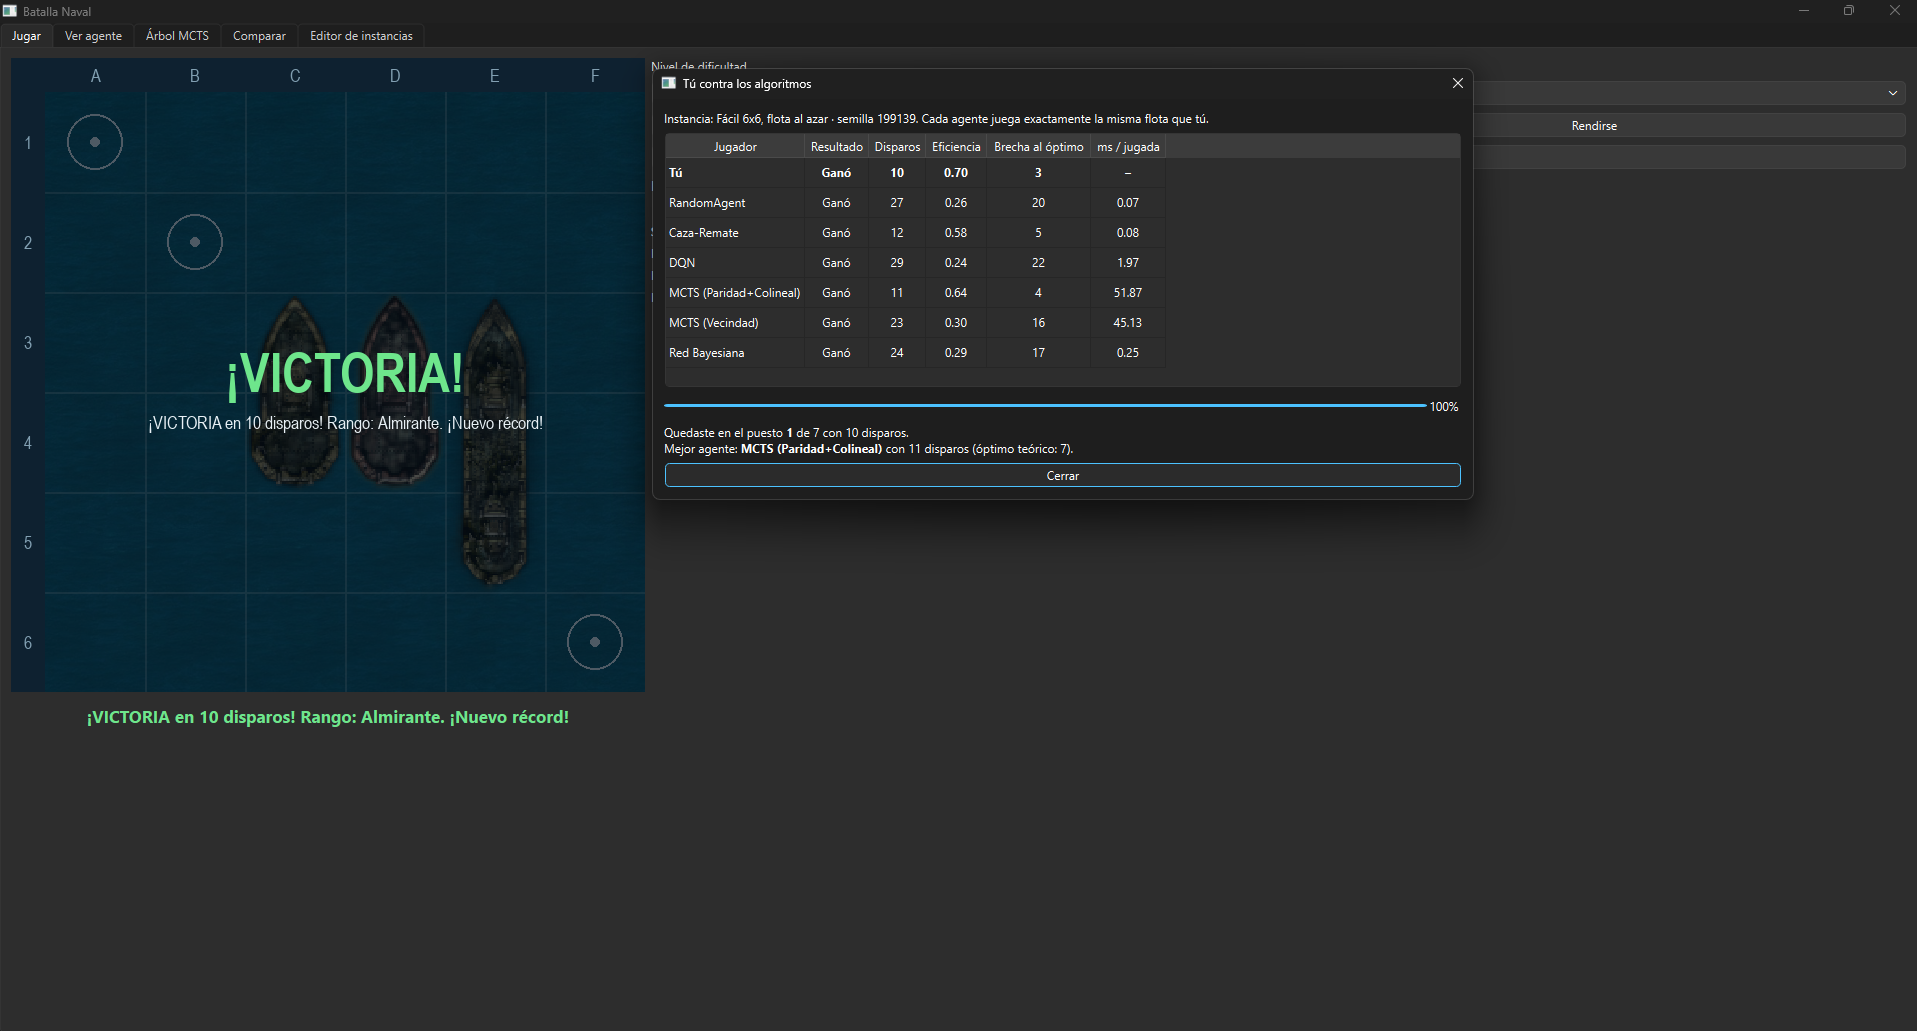 Batalla Naval
Jugar Ver agente Árbol MCTS Comparar Editor de instancias
A B C D E F
1
2
3
4
5
6
¡VICTORIA!
¡VICTORIA en 10 disparos! Rango: Almirante. ¡Nuevo récord!
¡VICTORIA en 10 disparos! Rango: Almirante. ¡Nuevo récord!
Nivel de dificultad
Rendirse
Tú contra los algoritmos
Instancia: Fácil 6x6, flota al azar · semilla 199139. Cada agente juega exactamente la misma flota que tú.
Jugador Resultado Disparos Eficiencia Brecha al óptimo ms / jugada
Tú Ganó 10 0.70 3 –
RandomAgent Ganó 27 0.26 20 0.07
Caza-Remate Ganó 12 0.58 5 0.08
DQN Ganó 29 0.24 22 1.97
MCTS (Paridad+Colineal) Ganó 11 0.64 4 51.87
MCTS (Vecindad) Ganó 23 0.30 16 45.13
Red Bayesiana Ganó 24 0.29 17 0.25
100%
Quedaste en el puesto 1 de 7 con 10 disparos.
Mejor agente: MCTS (Paridad+Colineal) con 11 disparos (óptimo teórico: 7).
Cerrar